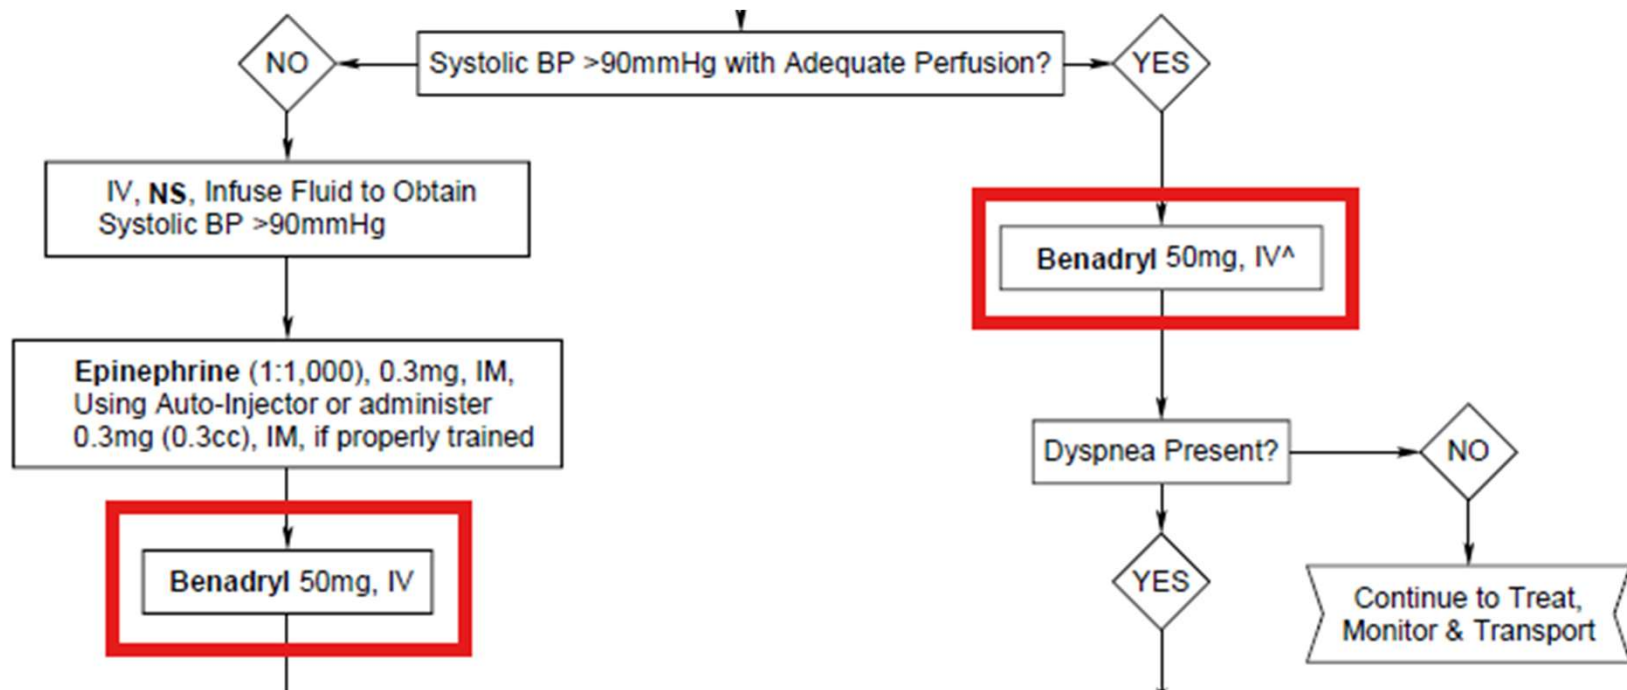 NO
Systolic BP >90mmHg with Adequate Perfusion?
YES
IV, NS, Infuse Fluid to Obtain
Systolic BP >90mmHg
Benadryl 50mg, IV^
Epinephrine (1:1,000), 0.3mg, IM,
Using Auto-Injector or administer
0.3mg (0.3cc), IM, if properly trained
Dyspnea Present?
NO
Benadryl 50mg, IV
YES
Continue to Treat,
Monitor & Transport